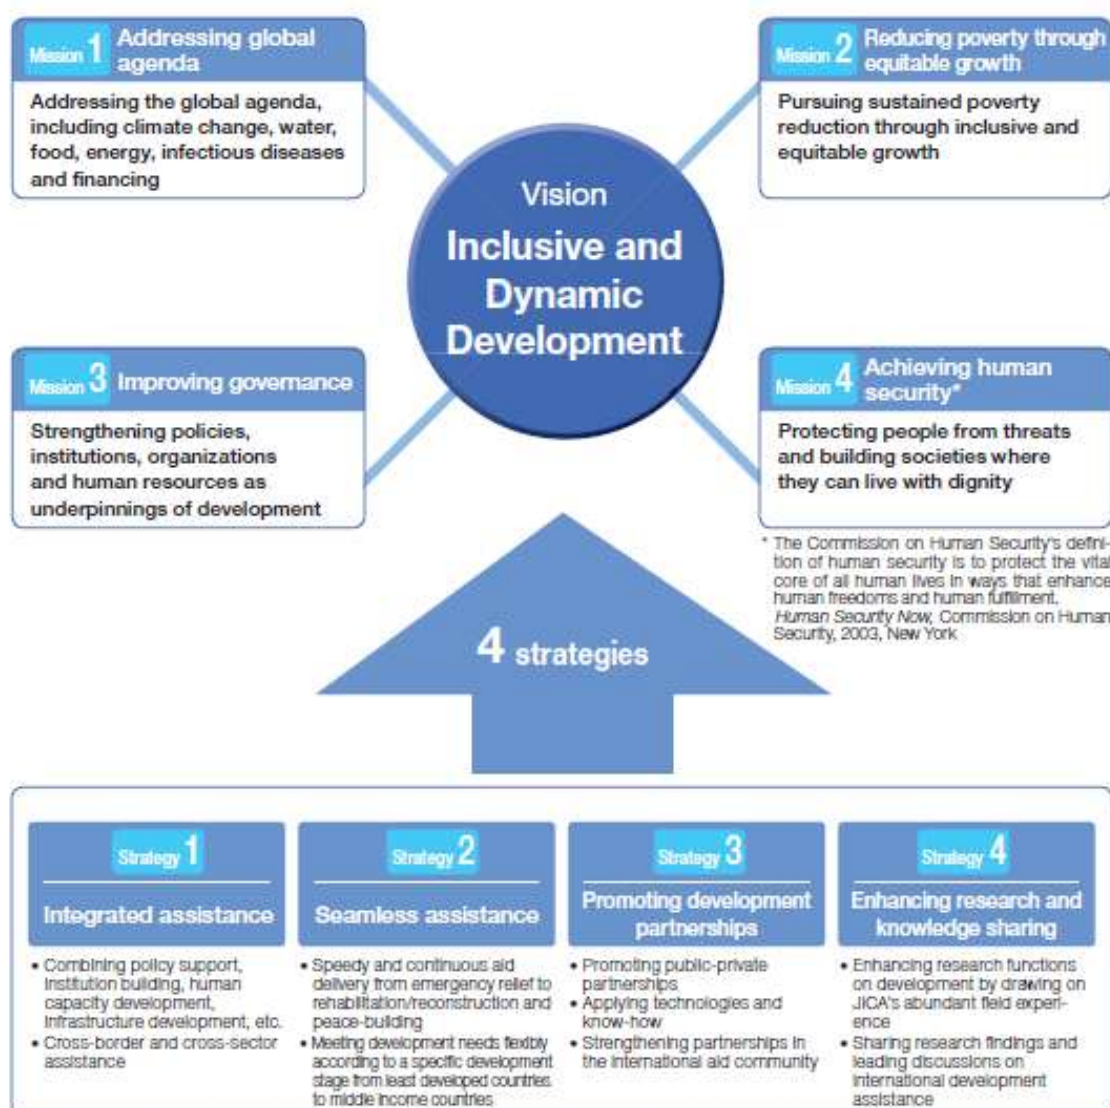 Mission 1 Addressing global
agenda
Addressing the global agenda,
including climate change, water,
food, energy, infectious diseases
and financing
Mission 2 Reducing poverty through
equitable growth
Pursuing sustained poverty
reduction through inclusive and
equitable growth
Vision
Inclusive and
Dynamic
Development
Mission 3 Improving governance
Strengthening policies,
institutions, organizations
and human resources as
underpinnings of development
Mission 4 Achieving human
security*
Protecting people from threats
and building societies where
they can live with dignity
* The Commission on Human Security's defini-
tion of human security is to protect the vital
core of all human lives in ways that enhance
human freedoms and human fulfillment.
Human Security Now, Commission on Human
Security, 2003, New York
4 strategies
Strategy 1
Integrated assistance
• Combining policy support,
institution building, human
capacity development,
infrastructure development, etc.
• Cross-border and cross-sector
assistance
Strategy 2
Seamless assistance
• Speedy and continuous aid
delivery from emergency relief to
rehabilitation/reconstruction and
peace-building
• Meeting development needs flexibly
according to a specific development
stage from least developed countries
to middle income countries
Strategy 3
Promoting development
partnerships
• Promoting public-private
partnerships
• Applying technologies and
know-how
• Strengthening partnerships in
the international aid community
Strategy 4
Enhancing research and
knowledge sharing
• Enhancing research functions
on development by drawing on
JICA's abundant field experi-
ence
• Sharing research findings and
leading discussions on
international development
assistance